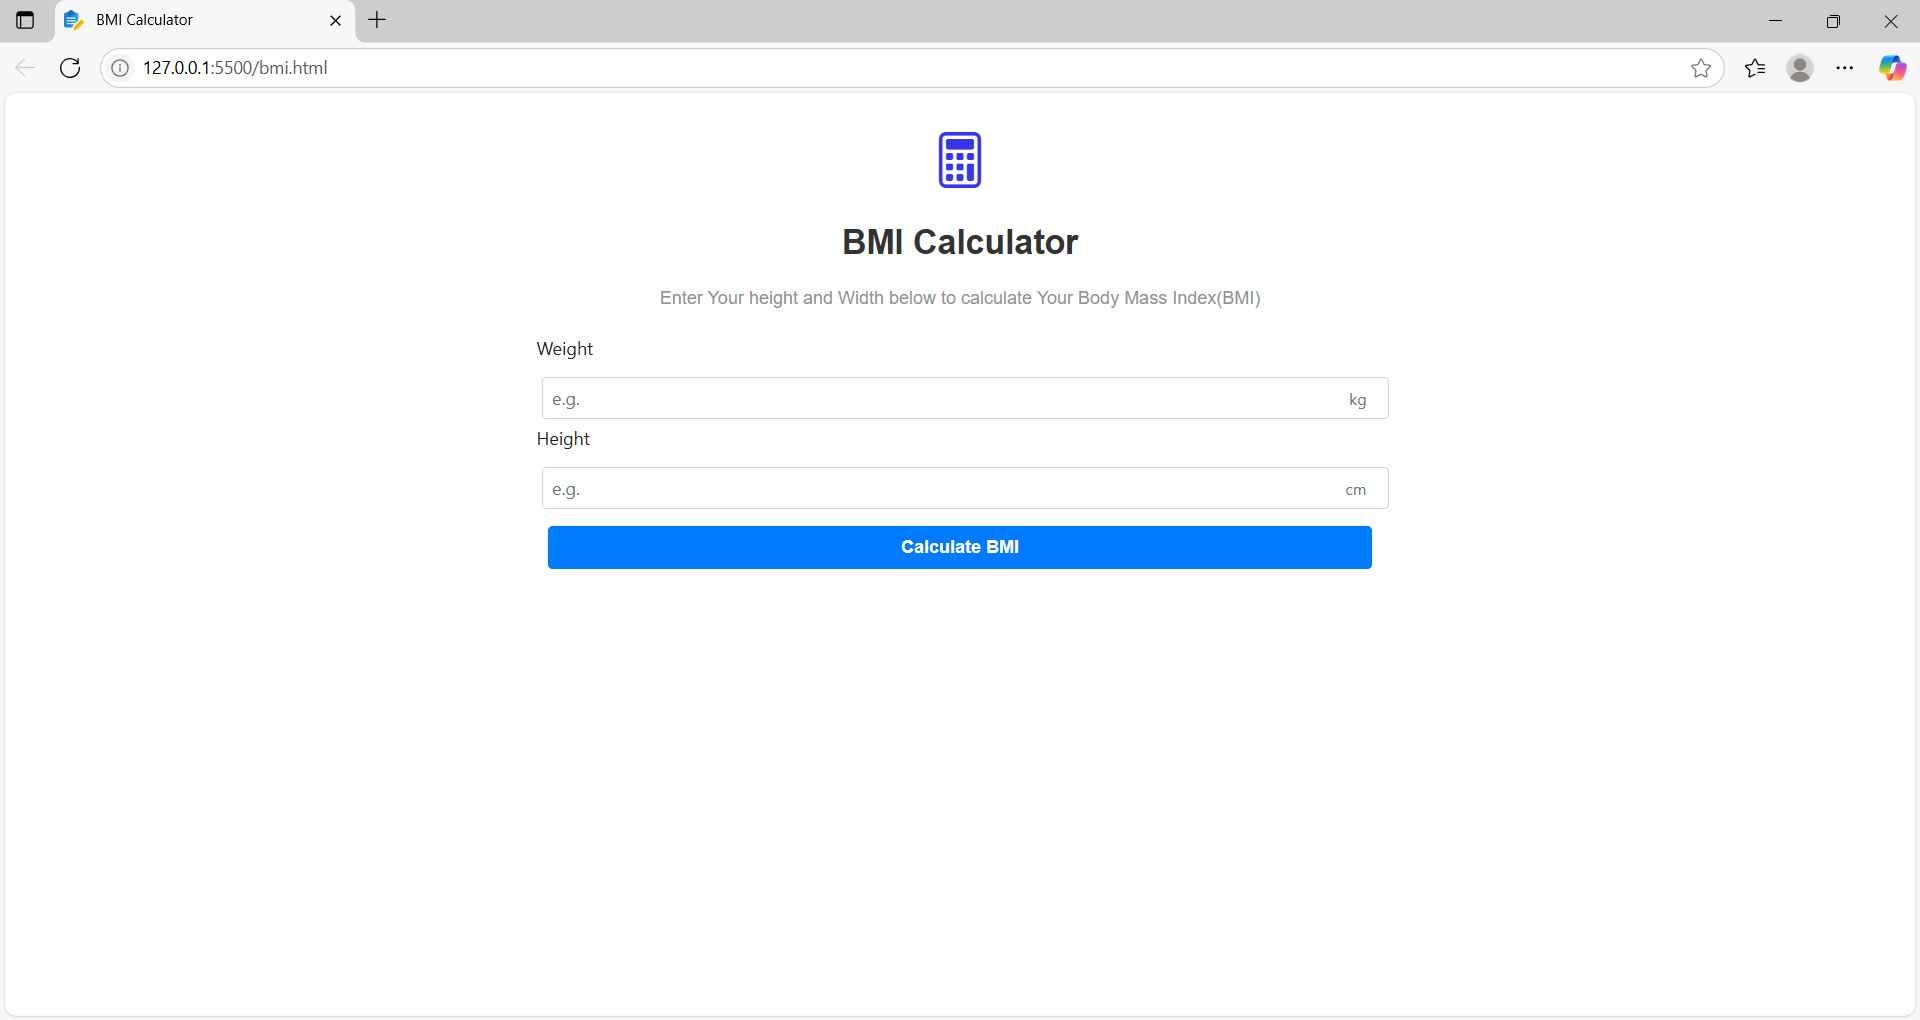 BMI Calculator
127.0.0.1:5500/bmi.html
BMI Calculator
Enter Your height and Width below to calculate Your Body Mass Index(BMI)
Weight
e.g. kg
Height
e.g. cm
Calculate BMI